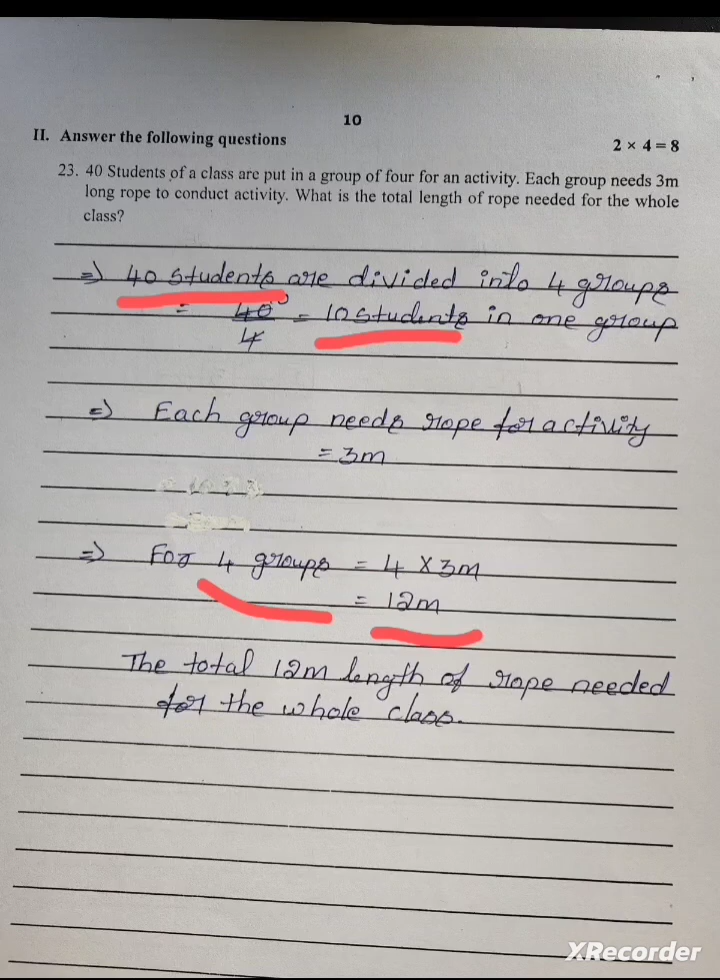 10
II. Answer the following questions 2 × 4 = 8
23. 40 Students of a class are put in a group of four for an activity. Each group needs 3m
long rope to conduct activity. What is the total length of rope needed for the whole
class?
=> 40 students are divided into 4 groups
= 40/4 = 10 students in one group
=> Each group needs rope for activity
= 3m
=> For 4 groups = 4 × 3m
= 12m
The total 12m length of rope needed
for the whole class.
XRecorder